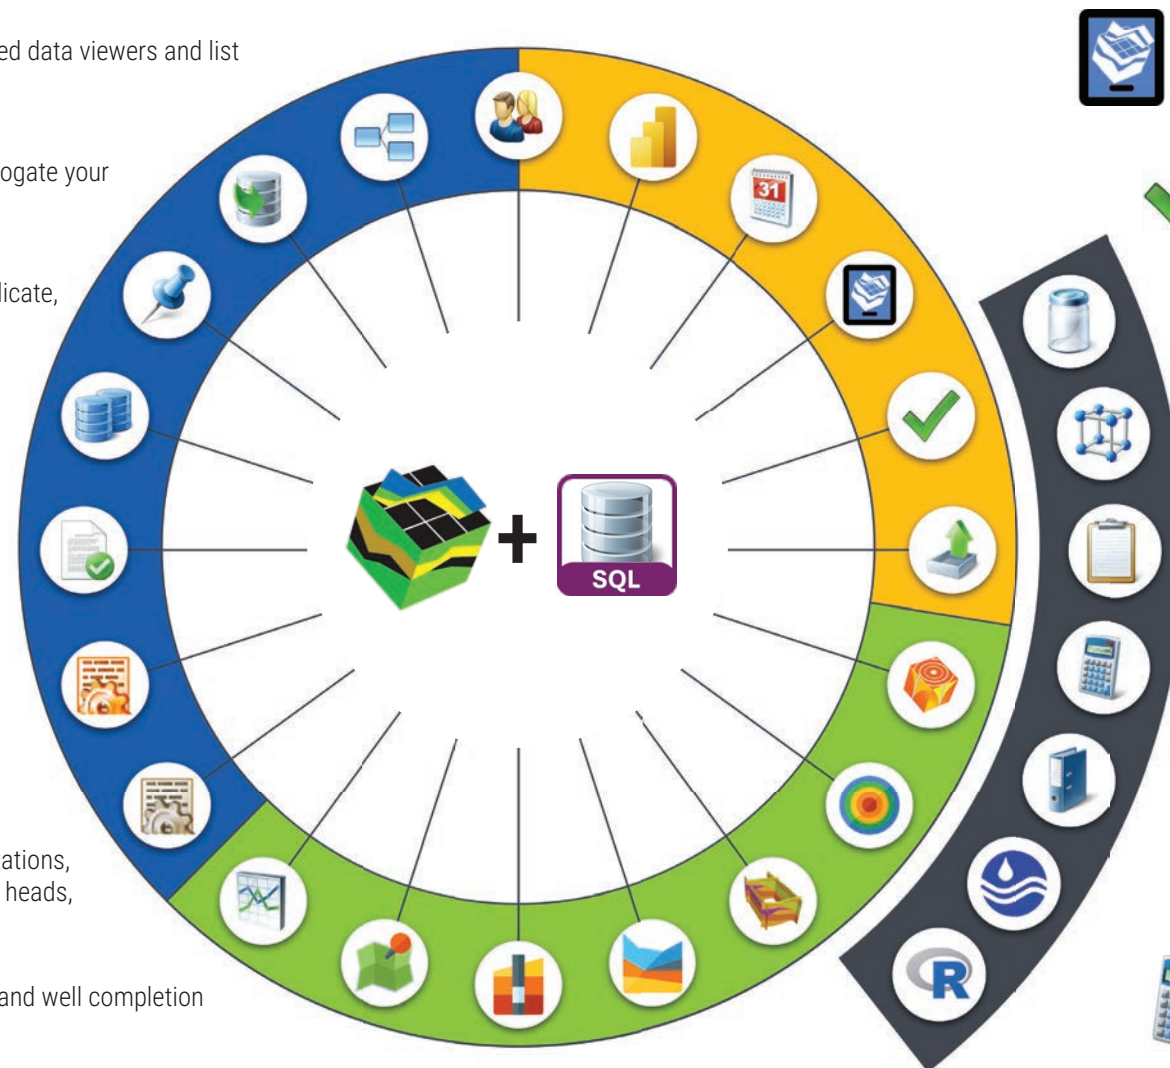 ed data viewers and list
ogate your
licate,
31
SQL
ations,
heads,
and well completion
R